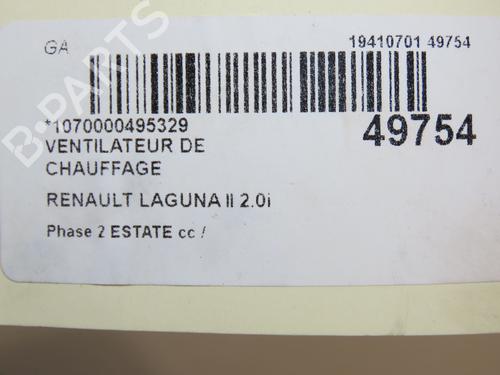 GA
19410701 49754
*1070000495329
49754
VENTILATEUR DE
CHAUFFAGE
RENAULT LAGUNA II 2.0i
Phase 2 ESTATE cc /
B-PARTS